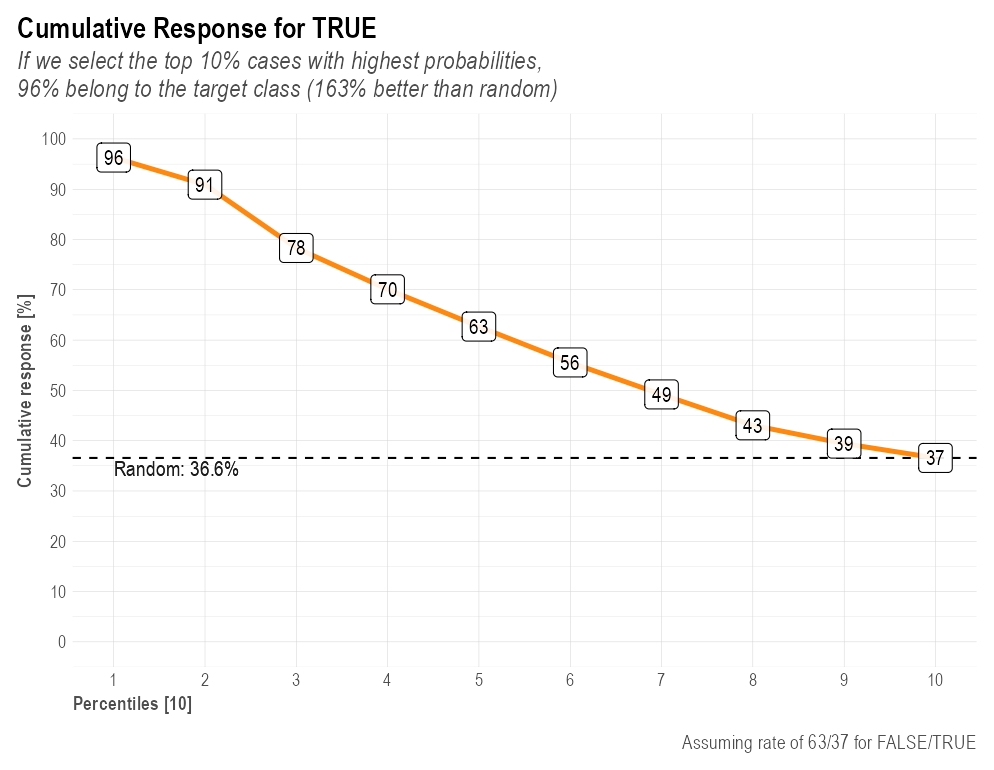 Cumulative Response for TRUE
If we select the top 10% cases with highest probabilities,
96% belong to the target class (163% better than random)
Cumulative response [%]
100
90
80
70
60
50
40
30
20
10
0
96
91
78
70
63
56
49
43
39
37
Random: 36.6%
1 2 3 4 5 6 7 8 9 10
Percentiles [10]
Assuming rate of 63/37 for FALSE/TRUE